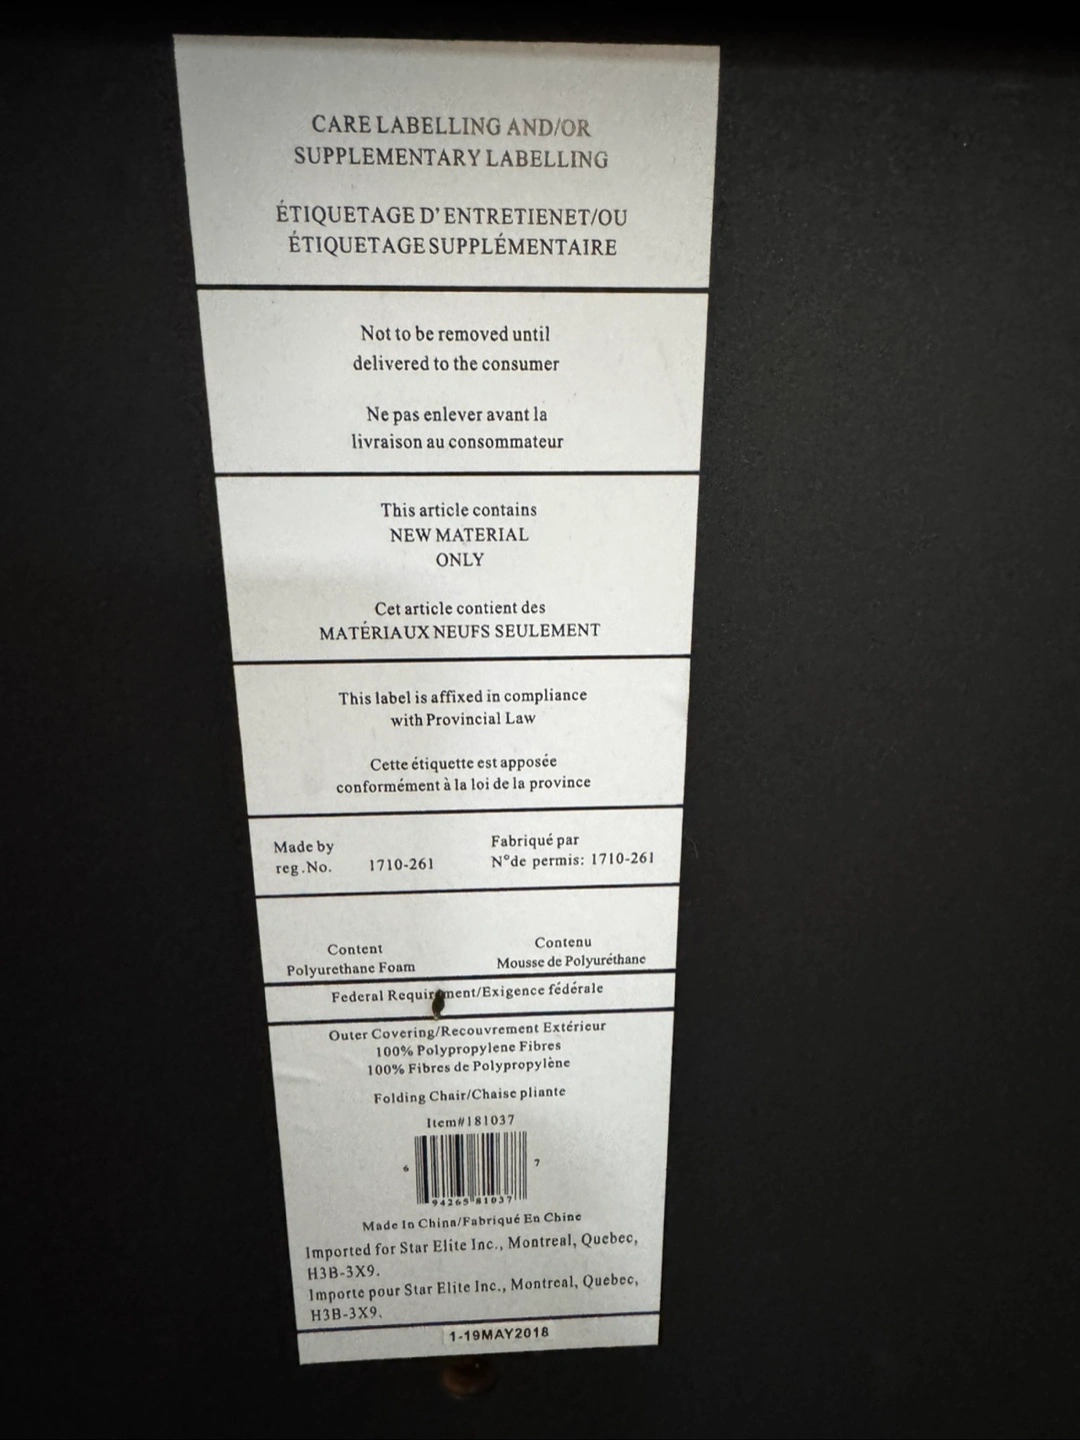 CARE LABELLING AND/OR
SUPPLEMENTARY LABELLING
ÉTIQUETAGE D'ENTRETIENET/OU
ÉTIQUETAGE SUPPLÉMENTAIRE
Not to be removed until
delivered to the consumer
Ne pas enlever avant la
livraison au consommateur
This article contains
NEW MATERIAL
ONLY
Cet article contient des
MATÉRIAUX NEUFS SEULEMENT
This label is affixed in compliance
with Provincial Law
Cette étiquette est apposée
conformément à la loi de la province
Made by
reg.No. 1710-261
Fabriqué par
N°de permis: 1710-261
Content
Polyurethane Foam
Contenu
Mousse de Polyuréthane
Federal Requirement/Exigence fédérale
Outer Covering/Recouvrement Extérieur
100% Polypropylene Fibres
100% Fibres de Polypropylène
Folding Chair/Chaise pliante
Item#181037
6 94265 81037 7
Made In China/Fabriqué En Chine
Imported for Star Elite Inc., Montreal, Quebec,
H3B-3X9.
Importe pour Star Elite Inc., Montreal, Quebec,
H3B-3X9.
1-19MAY2018